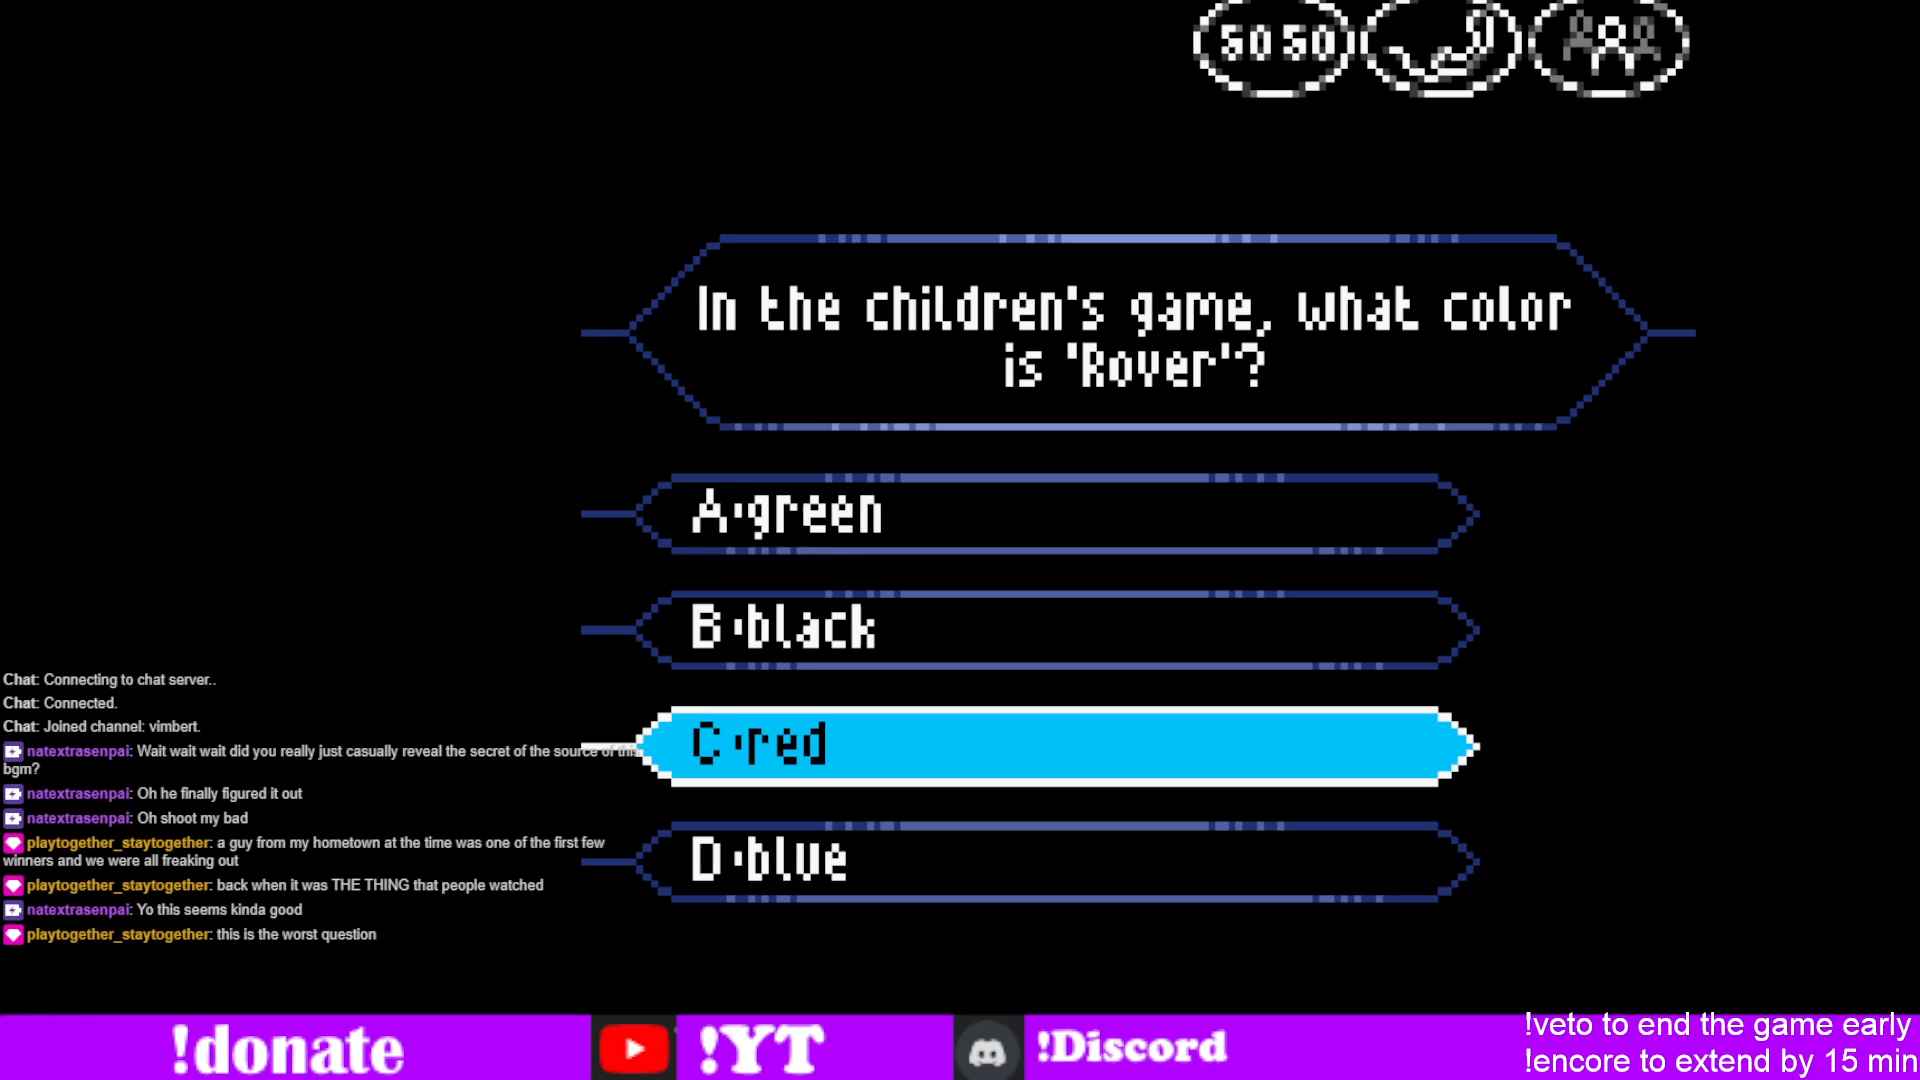 50 50
In the children's game, what color
is 'Rover'?
A·green
B·black
C·red
D·blue
Chat: Connecting to chat server..
Chat: Connected.
Chat: Joined channel: vimbert.
natextrasenpai: Wait wait wait did you really just casually reveal the secret of the source of this
bgm?
natextrasenpai: Oh he finally figured it out
natextrasenpai: Oh shoot my bad
playtogether_staytogether: a guy from my hometown at the time was one of the first few
winners and we were all freaking out
playtogether_staytogether: back when it was THE THING that people watched
natextrasenpai: Yo this seems kinda good
playtogether_staytogether: this is the worst question
!donate
!YT
!Discord
!veto to end the game early
!encore to extend by 15 min